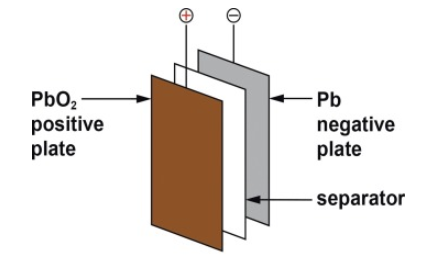 +
−
PbO₂
positive
plate
Pb
negative
plate
separator